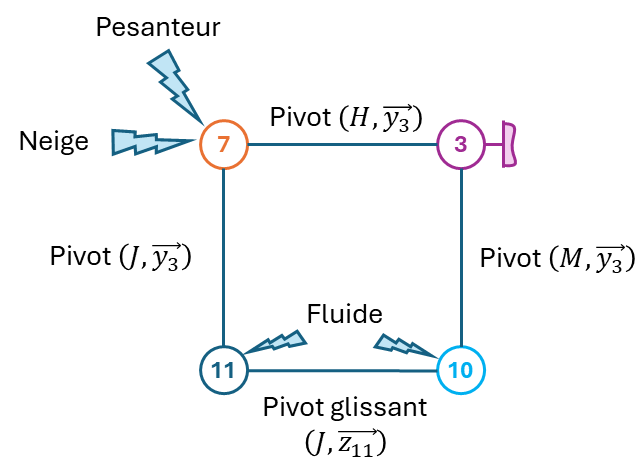 Pesanteur
Pivot (H, y₃⃗)
Neige
7
3
Pivot (J, y₃⃗)
Pivot (M, y₃⃗)
Fluide
11
10
Pivot glissant
(J, z₁₁⃗)